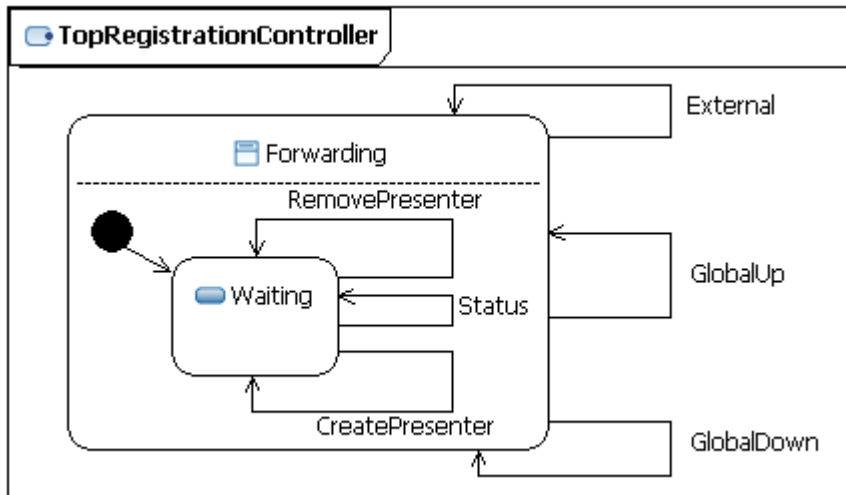 TopRegistrationController
External
Forwarding
RemovePresenter
GlobalUp
Waiting
Status
CreatePresenter
GlobalDown